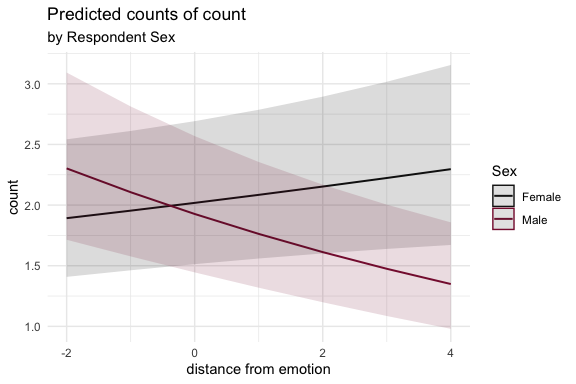 Predicted counts of count
by Respondent Sex
3.0
2.5
2.0
1.5
1.0
count
-2
0
2
4
distance from emotion
Sex
Female
Male